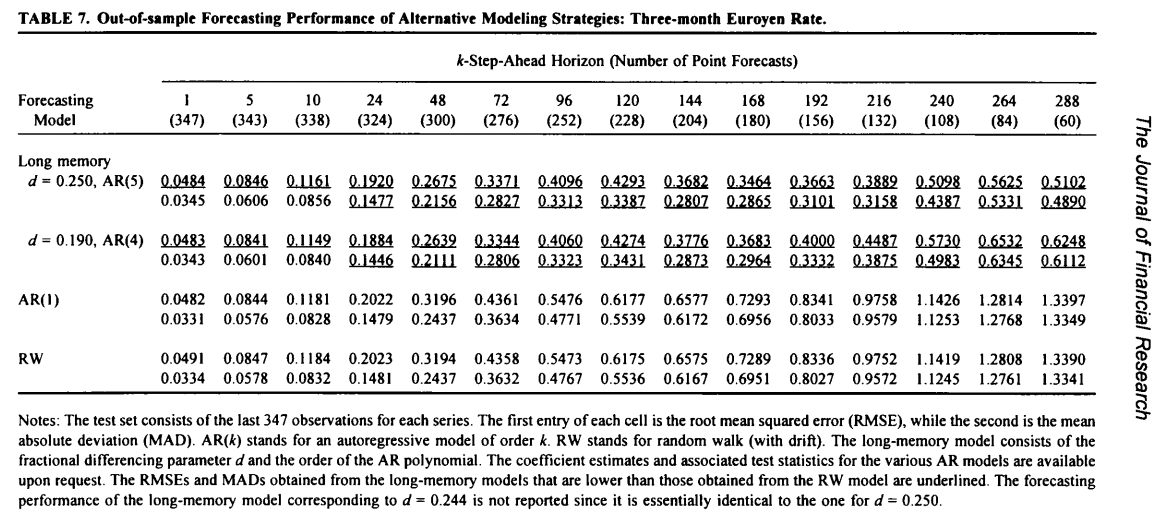 TABLE 7. Out-of-sample Forecasting Performance of Alternative Modeling Strategies: Three-month Euroyen Rate.
k-Step-Ahead Horizon (Number of Point Forecasts)
Forecasting 1 5 10 24 48 72 96 120 144 168 192 216 240 264 288
Model (347) (343) (338) (324) (300) (276) (252) (228) (204) (180) (156) (132) (108) (84) (60)
Long memory
d = 0.250, AR(5) 0.0484 0.0846 0.1161 0.1920 0.2675 0.3371 0.4096 0.4293 0.3682 0.3464 0.3663 0.3889 0.5098 0.5625 0.5102
0.0345 0.0606 0.0856 0.1477 0.2156 0.2827 0.3313 0.3387 0.2807 0.2865 0.3101 0.3158 0.4387 0.5331 0.4890
d = 0.190, AR(4) 0.0483 0.0841 0.1149 0.1884 0.2639 0.3344 0.4060 0.4274 0.3776 0.3683 0.4000 0.4487 0.5730 0.6532 0.6248
0.0343 0.0601 0.0840 0.1446 0.2111 0.2806 0.3323 0.3431 0.2873 0.2964 0.3332 0.3875 0.4983 0.6345 0.6112
AR(1) 0.0482 0.0844 0.1181 0.2022 0.3196 0.4361 0.5476 0.6177 0.6577 0.7293 0.8341 0.9758 1.1426 1.2814 1.3397
0.0331 0.0576 0.0828 0.1479 0.2437 0.3634 0.4771 0.5539 0.6172 0.6956 0.8033 0.9579 1.1253 1.2768 1.3349
RW 0.0491 0.0847 0.1184 0.2023 0.3194 0.4358 0.5473 0.6175 0.6575 0.7289 0.8336 0.9752 1.1419 1.2808 1.3390
0.0334 0.0578 0.0832 0.1481 0.2437 0.3632 0.4767 0.5536 0.6167 0.6951 0.8027 0.9572 1.1245 1.2761 1.3341
Notes: The test set consists of the last 347 observations for each series. The first entry of each cell is the root mean squared error (RMSE), while the second is the mean
absolute deviation (MAD). AR(k) stands for an autoregressive model of order k. RW stands for random walk (with drift). The long-memory model consists of the
fractional differencing parameter d and the order of the AR polynomial. The coefficient estimates and associated test statistics for the various AR models are available
upon request. The RMSEs and MADs obtained from the long-memory models that are lower than those obtained from the RW model are underlined. The forecasting
performance of the long-memory model corresponding to d = 0.244 is not reported since it is essentially identical to the one for d = 0.250.
The Journal of Financial Research